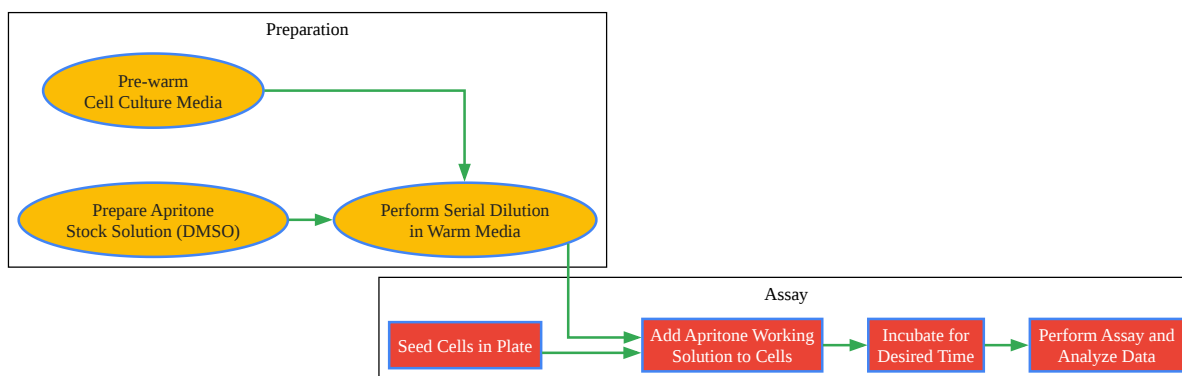 Preparation
Pre-warm
Cell Culture Media
Prepare Apritone
Stock Solution (DMSO)
Perform Serial Dilution
in Warm Media
Assay
Seed Cells in Plate
Add Apritone Working
Solution to Cells
Incubate for
Desired Time
Perform Assay and
Analyze Data